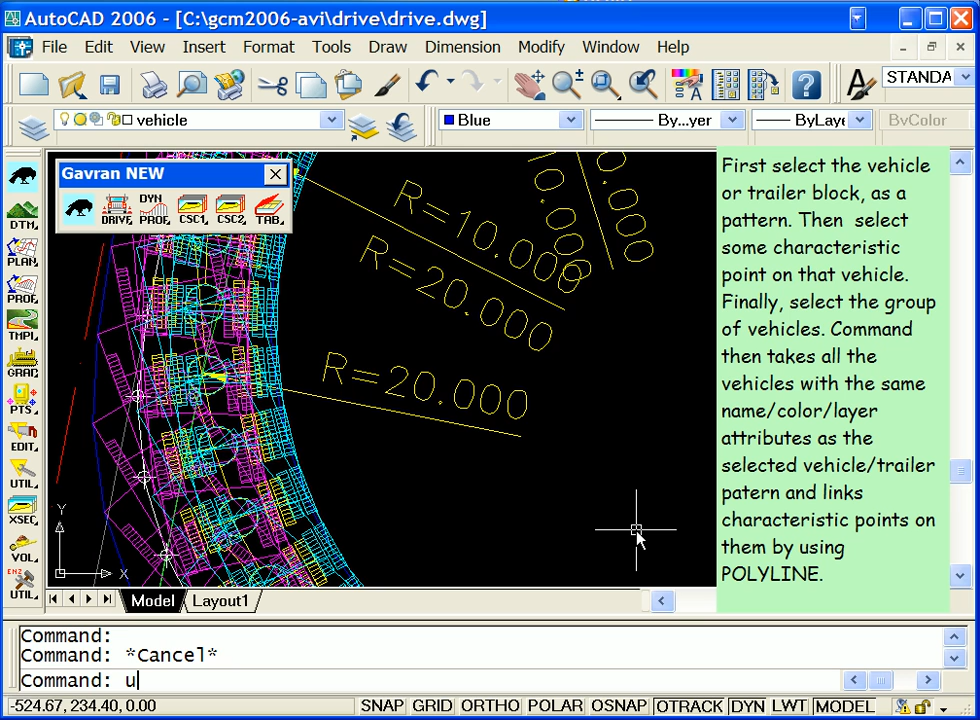 AutoCAD 2006 - [C:\gcm2006-avi\drive\drive.dwg]
File Edit View Insert Format Tools Draw Dimension Modify Window Help
STANDA
vehicle
Blue
By...yer
ByLaye
ByColor
Gavran NEW
DRIVE
DYN
PROF.
CSC1.
CSC2.
TAB.
DTM.
PLAN.
PROF.
THPL.
GRAD.
PTS.
EDIT.
UTIL.
XSEC.
VOL.
UTIL.
R=10.000
R=20.000
R=20.000
Y
X
First select the vehicle
or trailer block, as a
pattern. Then select
some characteristic
point on that vehicle.
Finally, select the group
of vehicles. Command
then takes all the
vehicles with the same
name/color/layer
attributes as the
selected vehicle/trailer
patern and links
characteristic points on
them by using
POLYLINE.
Model Layout1
Command:
Command: *Cancel*
Command: u
-524.67, 234.40, 0.00
SNAP GRID ORTHO POLAR OSNAP OTRACK DYN LWT MODEL